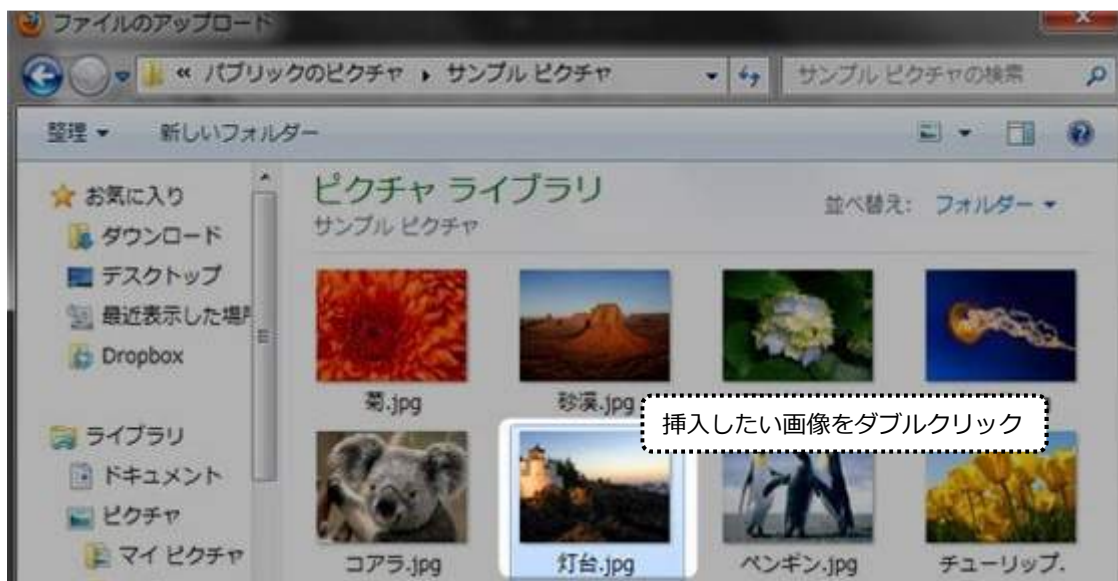 ファイルのアップロード
« パブリックのピクチャ ▸ サンプル ピクチャ
サンプル ピクチャの検索
整理 ▼ 新しいフォルダー
お気に入り
ダウンロード
デスクトップ
最近表示した場
Dropbox
ライブラリ
ドキュメント
ピクチャ
マイ ピクチャ
ピクチャ ライブラリ
サンプル ピクチャ
並べ替え: フォルダー ▼
菊.jpg
砂漠.jpg
挿入したい画像をダブルクリック
コアラ.jpg
灯台.jpg
ペンギン.jpg
チューリップ.